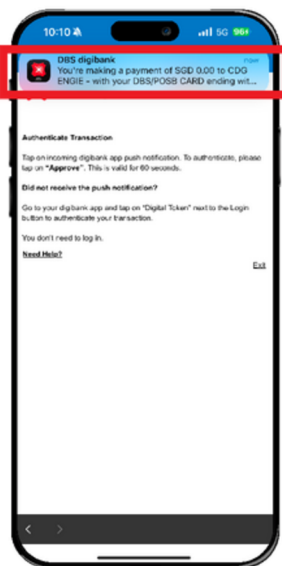 10:10
5G 96
DBS digibank now
You're making a payment of SGD 0.00 to CDG
ENGIE - with your DBS/POSB CARD ending wit...
Authenticate Transaction
Tap on incoming digibank app push notification. To authenticate, please
tap on "Approve". This is valid for 60 seconds.
Did not receive the push notification?
Go to your digibank app and tap on "Digital Token" next to the Login
button to authenticate your transaction.
You don't need to log in.
Need Help?
Exit